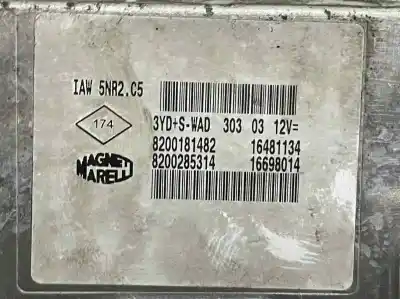 IAW 5NR2.C5
174
3YD+S-WAD 303 03 12V=
8200181482 16481134
8200285314 16698014
MAGNETI
MARELLI